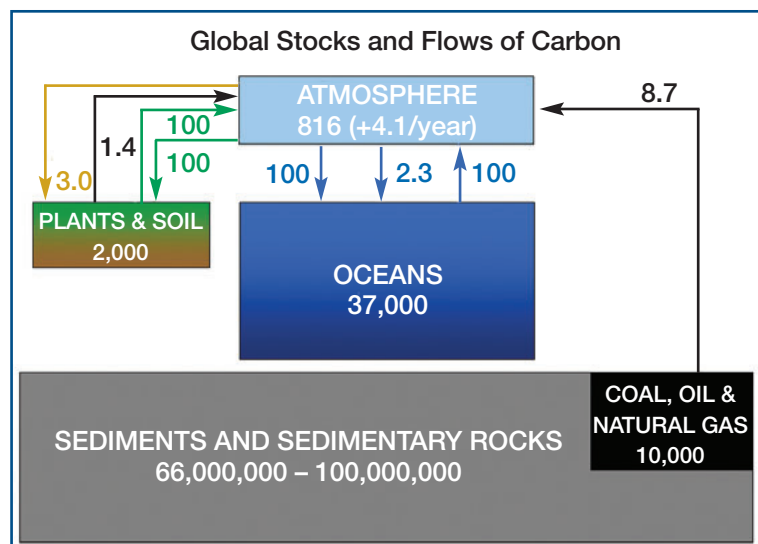 Global Stocks and Flows of Carbon
ATMOSPHERE
816 (+4.1/year)
8.7
100
1.4
100
3.0
100
2.3
100
PLANTS & SOIL
2,000
OCEANS
37,000
COAL, OIL &
NATURAL GAS
10,000
SEDIMENTS AND SEDIMENTARY ROCKS
66,000,000 – 100,000,000